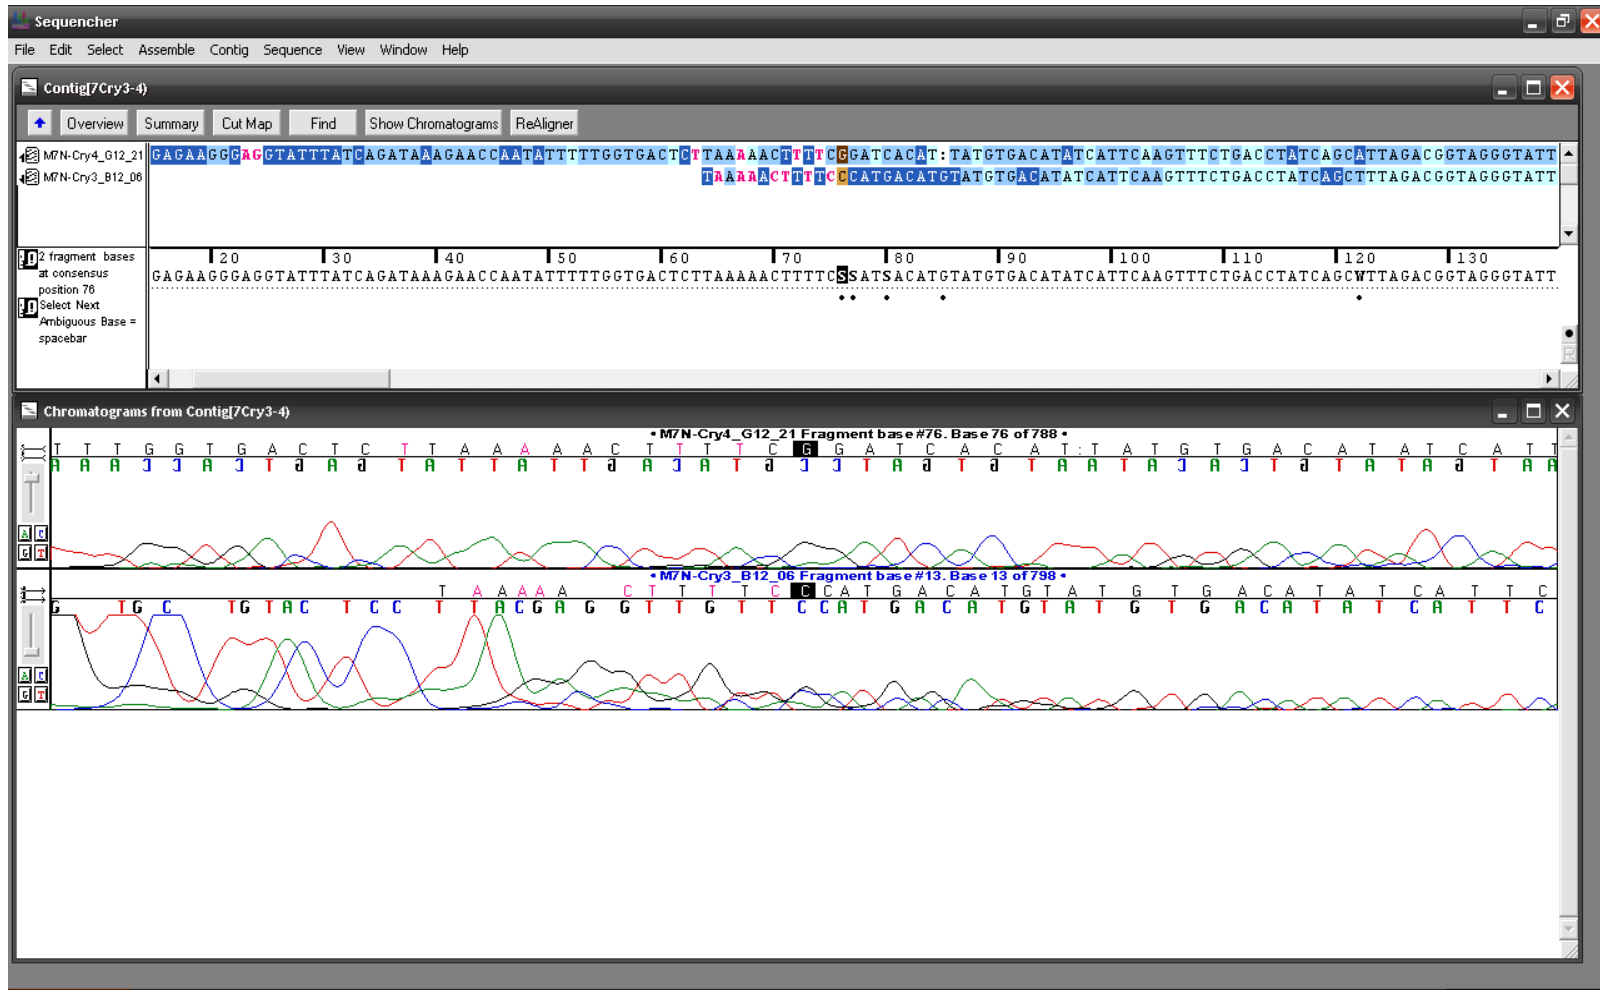 Sequencher
File Edit Select Assemble Contig Sequence View Window Help
Contig[7Cry3-4)
Overview Summary Cut Map Find Show Chromatograms ReAligner
M7N-Cry4_G12_21 GAGAAGGGAGGTATTTATCAGATAAAGAACCAATATTTTTGGTGACTCTTAAAAACTTTTCGGATCACAT:TATGTGACATATCATTCAAGTTTCTGACCTATCAGCATTAGACGGTAGGGTATT
M7N-Cry3_B12_06 TAAAAACTTTTCCCATGACATGTATGTGACATATCATTCAAGTTTCTGACCTATCAGCTTTAGACGGTAGGGTATT
2 fragment bases
at consensus
position 76
Select Next
Ambiguous Base =
spacebar
20 30 40 50 60 70 80 90 100 110 120 130
GAGAAGGGAGGTATTTATCAGATAAAGAACCAATATTTTTGGTGACTCTTAAAAACTTTTCSSATSACATGTATGTGACATATCATTCAAGTTTCTGACCTATCAGCWTTAGACGGTAGGGTATT
R
Chromatograms from Contig[7Cry3-4)
• M7N-Cry4_G12_21 Fragment base #76. Base 76 of 788 •
T T T G G T G A C T C T T A A A A A C T T T T C G G A T C A C A T : T A T G T G A C A T A T C A T T
A C
G T
• M7N-Cry3_B12_06 Fragment base #13. Base 13 of 798 •
T A A A A A C T T T T C C C A T G A C A T G T A T G T G A C A T A T C A T T C
G T G C T G T A C T C C T T A C G A G G T T G T T C C A T G A C A T G T A T G T G A C A T A T C A T T C
A C
G T